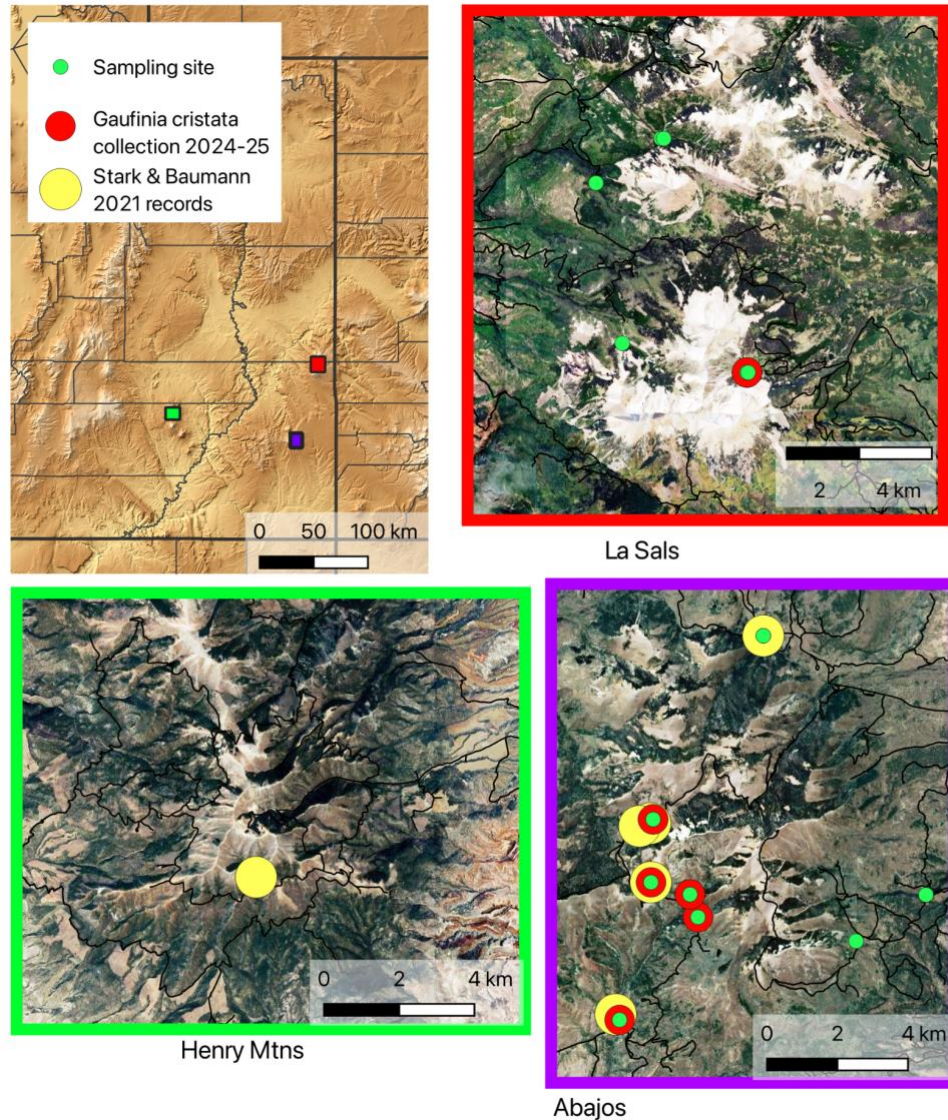 Sampling site
Gaufinia cristata
collection 2024-25
Stark & Baumann
2021 records
0 50 100 km
2 4 km
La Sals
0 2 4 km
Henry Mtns
0 2 4 km
Abajos